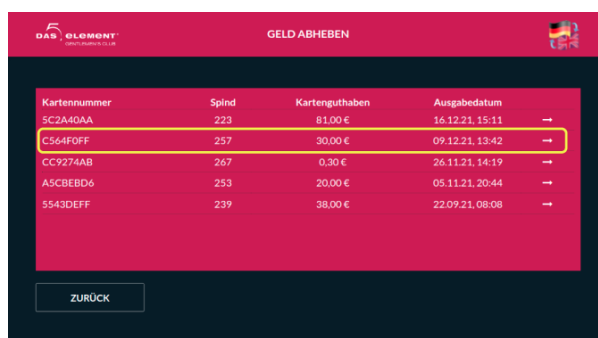 DAS 5 ELEMENT
GENTLEMEN'S CLUB
GELD ABHEBEN
Kartennummer Spind Kartenguthaben Ausgabedatum
5C2A40AA 223 81,00 € 16.12.21, 15:11 →
C564F0FF 257 30,00 € 09.12.21, 13:42 →
CC9274AB 267 0,30 € 26.11.21, 14:19 →
A5CBEBD6 253 20,00 € 05.11.21, 20:44 →
5543DEFF 239 38,00 € 22.09.21, 08:08 →
ZURÜCK